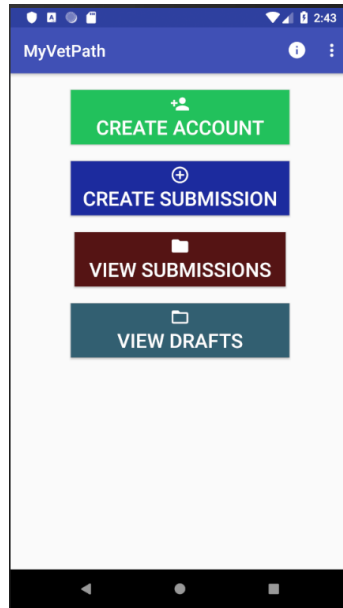 2:43
MyVetPath
CREATE ACCOUNT
CREATE SUBMISSION
VIEW SUBMISSIONS
VIEW DRAFTS